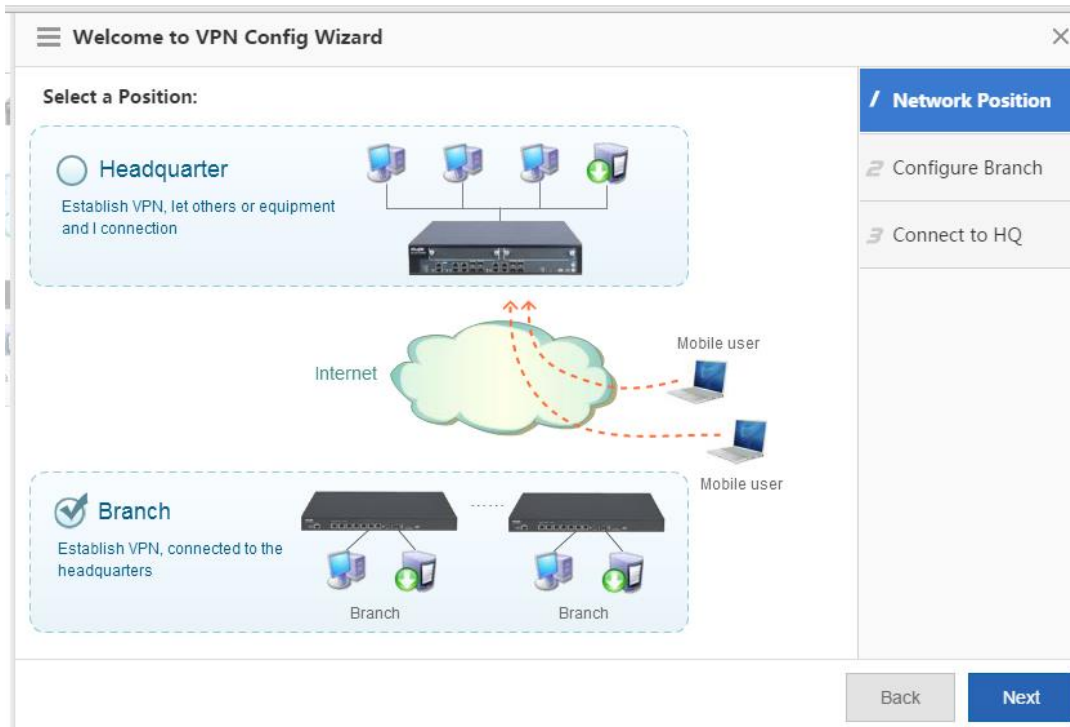 Welcome to VPN Config Wizard
Select a Position:
Headquarter
Establish VPN, let others or equipment
and I connection
Internet
Mobile user
Mobile user
Branch
Establish VPN, connected to the
headquarters
Branch
Branch
1 Network Position
2 Configure Branch
3 Connect to HQ
Back
Next